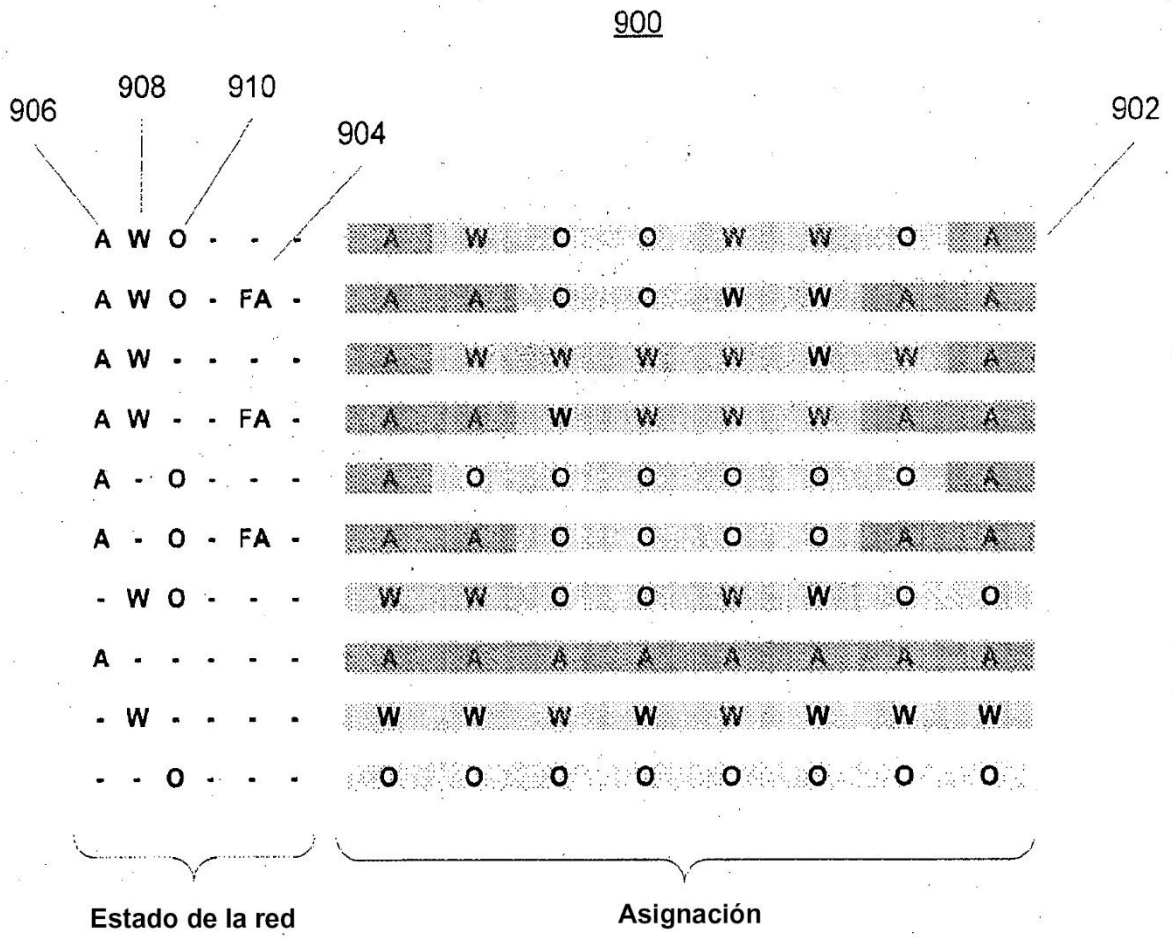 900
906 908 910 904 902
A W O - - - A W O O W W O A
A W O - FA - A A O O W W A A
A W - - - - A W W W W W W A
A W - - FA - A A W W W W A A
A - O - - - A O O O O O O A
A - O - FA - A A O O O O A A
- W O - - - W W O O W W O O
A - - - - - A A A A A A A A
- W - - - - W W W W W W W W
- - O - - - O O O O O O O O
Estado de la red Asignación